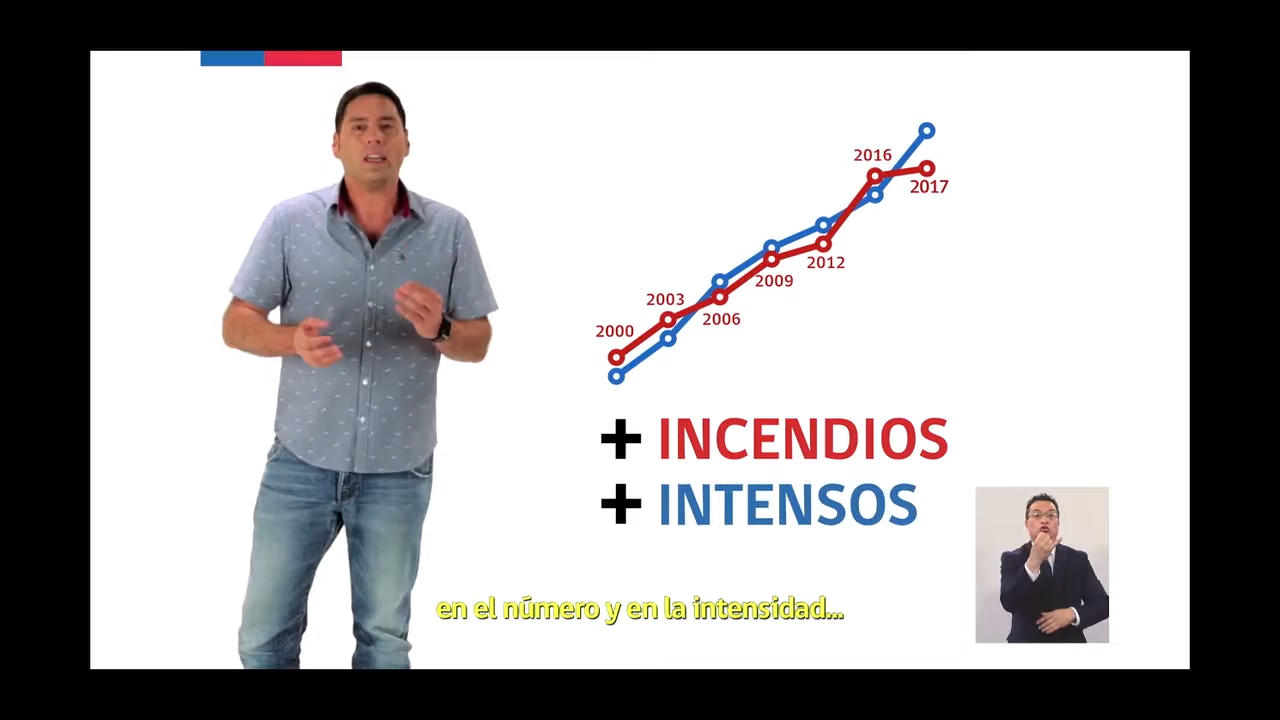 2016
2017
2012
2009
2003
2006
2000
+ INCENDIOS
+ INTENSOS
en el número y en la intensidad...